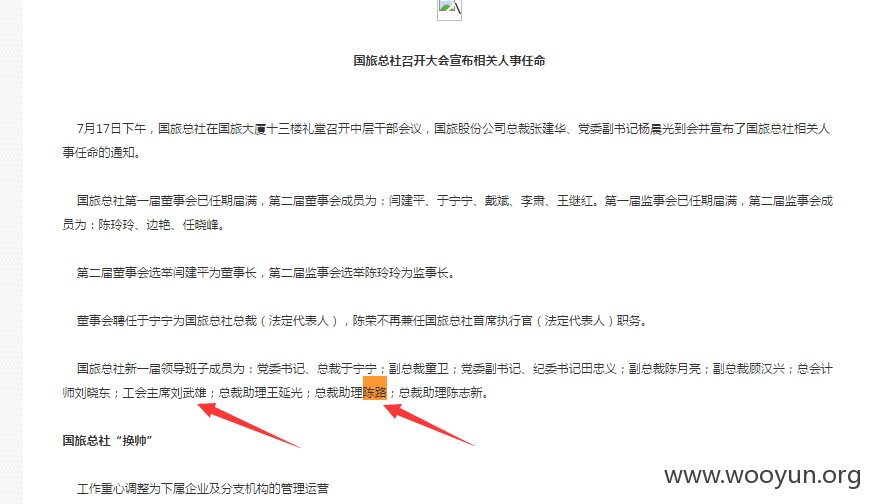 国旅总社召开大会宣布相关人事任命
7月17日下午，国旅总社在国旅大厦十三楼礼堂召开中层干部会议，国旅股份公司总裁张建华、党委副书记杨晨光到会并宣布了国旅总社相关人
事任命的通知。
国旅总社第一届董事会已任期届满，第二届董事会成员为：闫建平、于宁宁、戴斌、李肃、王继红。第一届监事会已任期届满，第二届监事会成
员为：陈玲玲、边艳、任晓峰。
第二届董事会选举闫建平为董事长，第二届监事会选举陈玲玲为监事长。
董事会聘任于宁宁为国旅总社总裁（法定代表人），陈荣不再兼任国旅总社首席执行官（法定代表人）职务。
国旅总社新一届领导班子成员为：党委书记、总裁于宁宁；副总裁童卫；党委副书记、纪委书记田忠义；副总裁陈月亮；副总裁顾汉兴；总会计
师刘晓东；工会主席刘武雄；总裁助理王延光；总裁助理陈路；总裁助理陈志新。
国旅总社“换帅”
工作重心调整为下属企业及分支机构的管理运营
www.wooyun.org